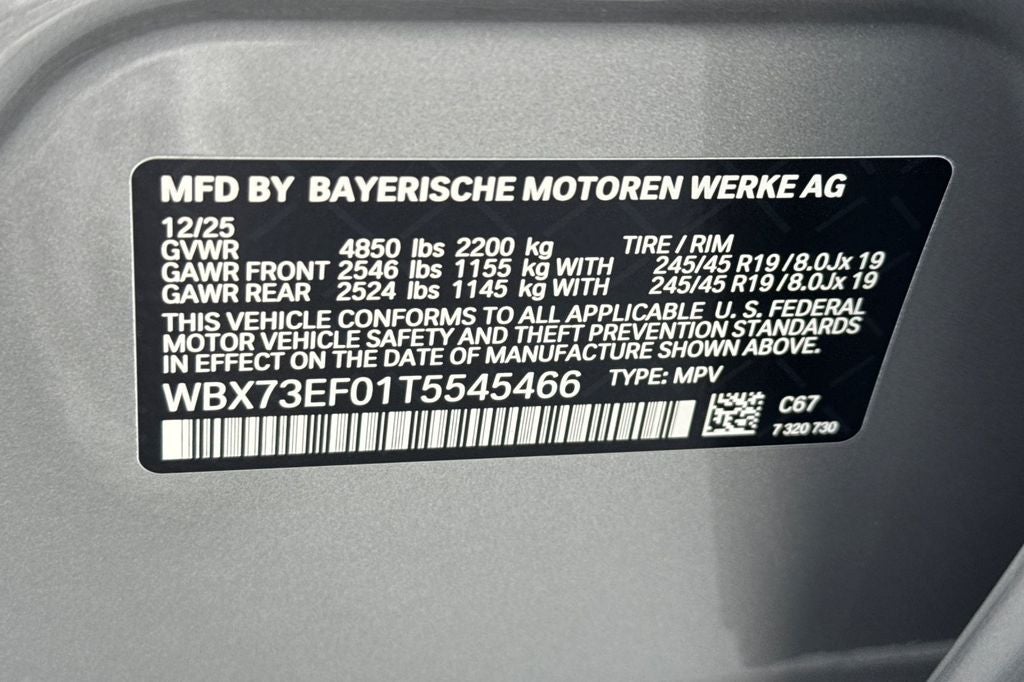 MFD BY BAYERISCHE MOTOREN WERKE AG
12/25
GVWR 4850 lbs 2200 kg TIRE / RIM
GAWR FRONT 2546 lbs 1155 kg WITH 245/45 R19 / 8.0Jx 19
GAWR REAR 2524 lbs 1145 kg WITH 245/45 R19 / 8.0Jx 19
THIS VEHICLE CONFORMS TO ALL APPLICABLE U. S. FEDERAL
MOTOR VEHICLE SAFETY AND THEFT PREVENTION STANDARDS
IN EFFECT ON THE DATE OF MANUFACTURE SHOWN ABOVE.
WBX73EF01T5545466 TYPE: MPV
C67
7 320 730